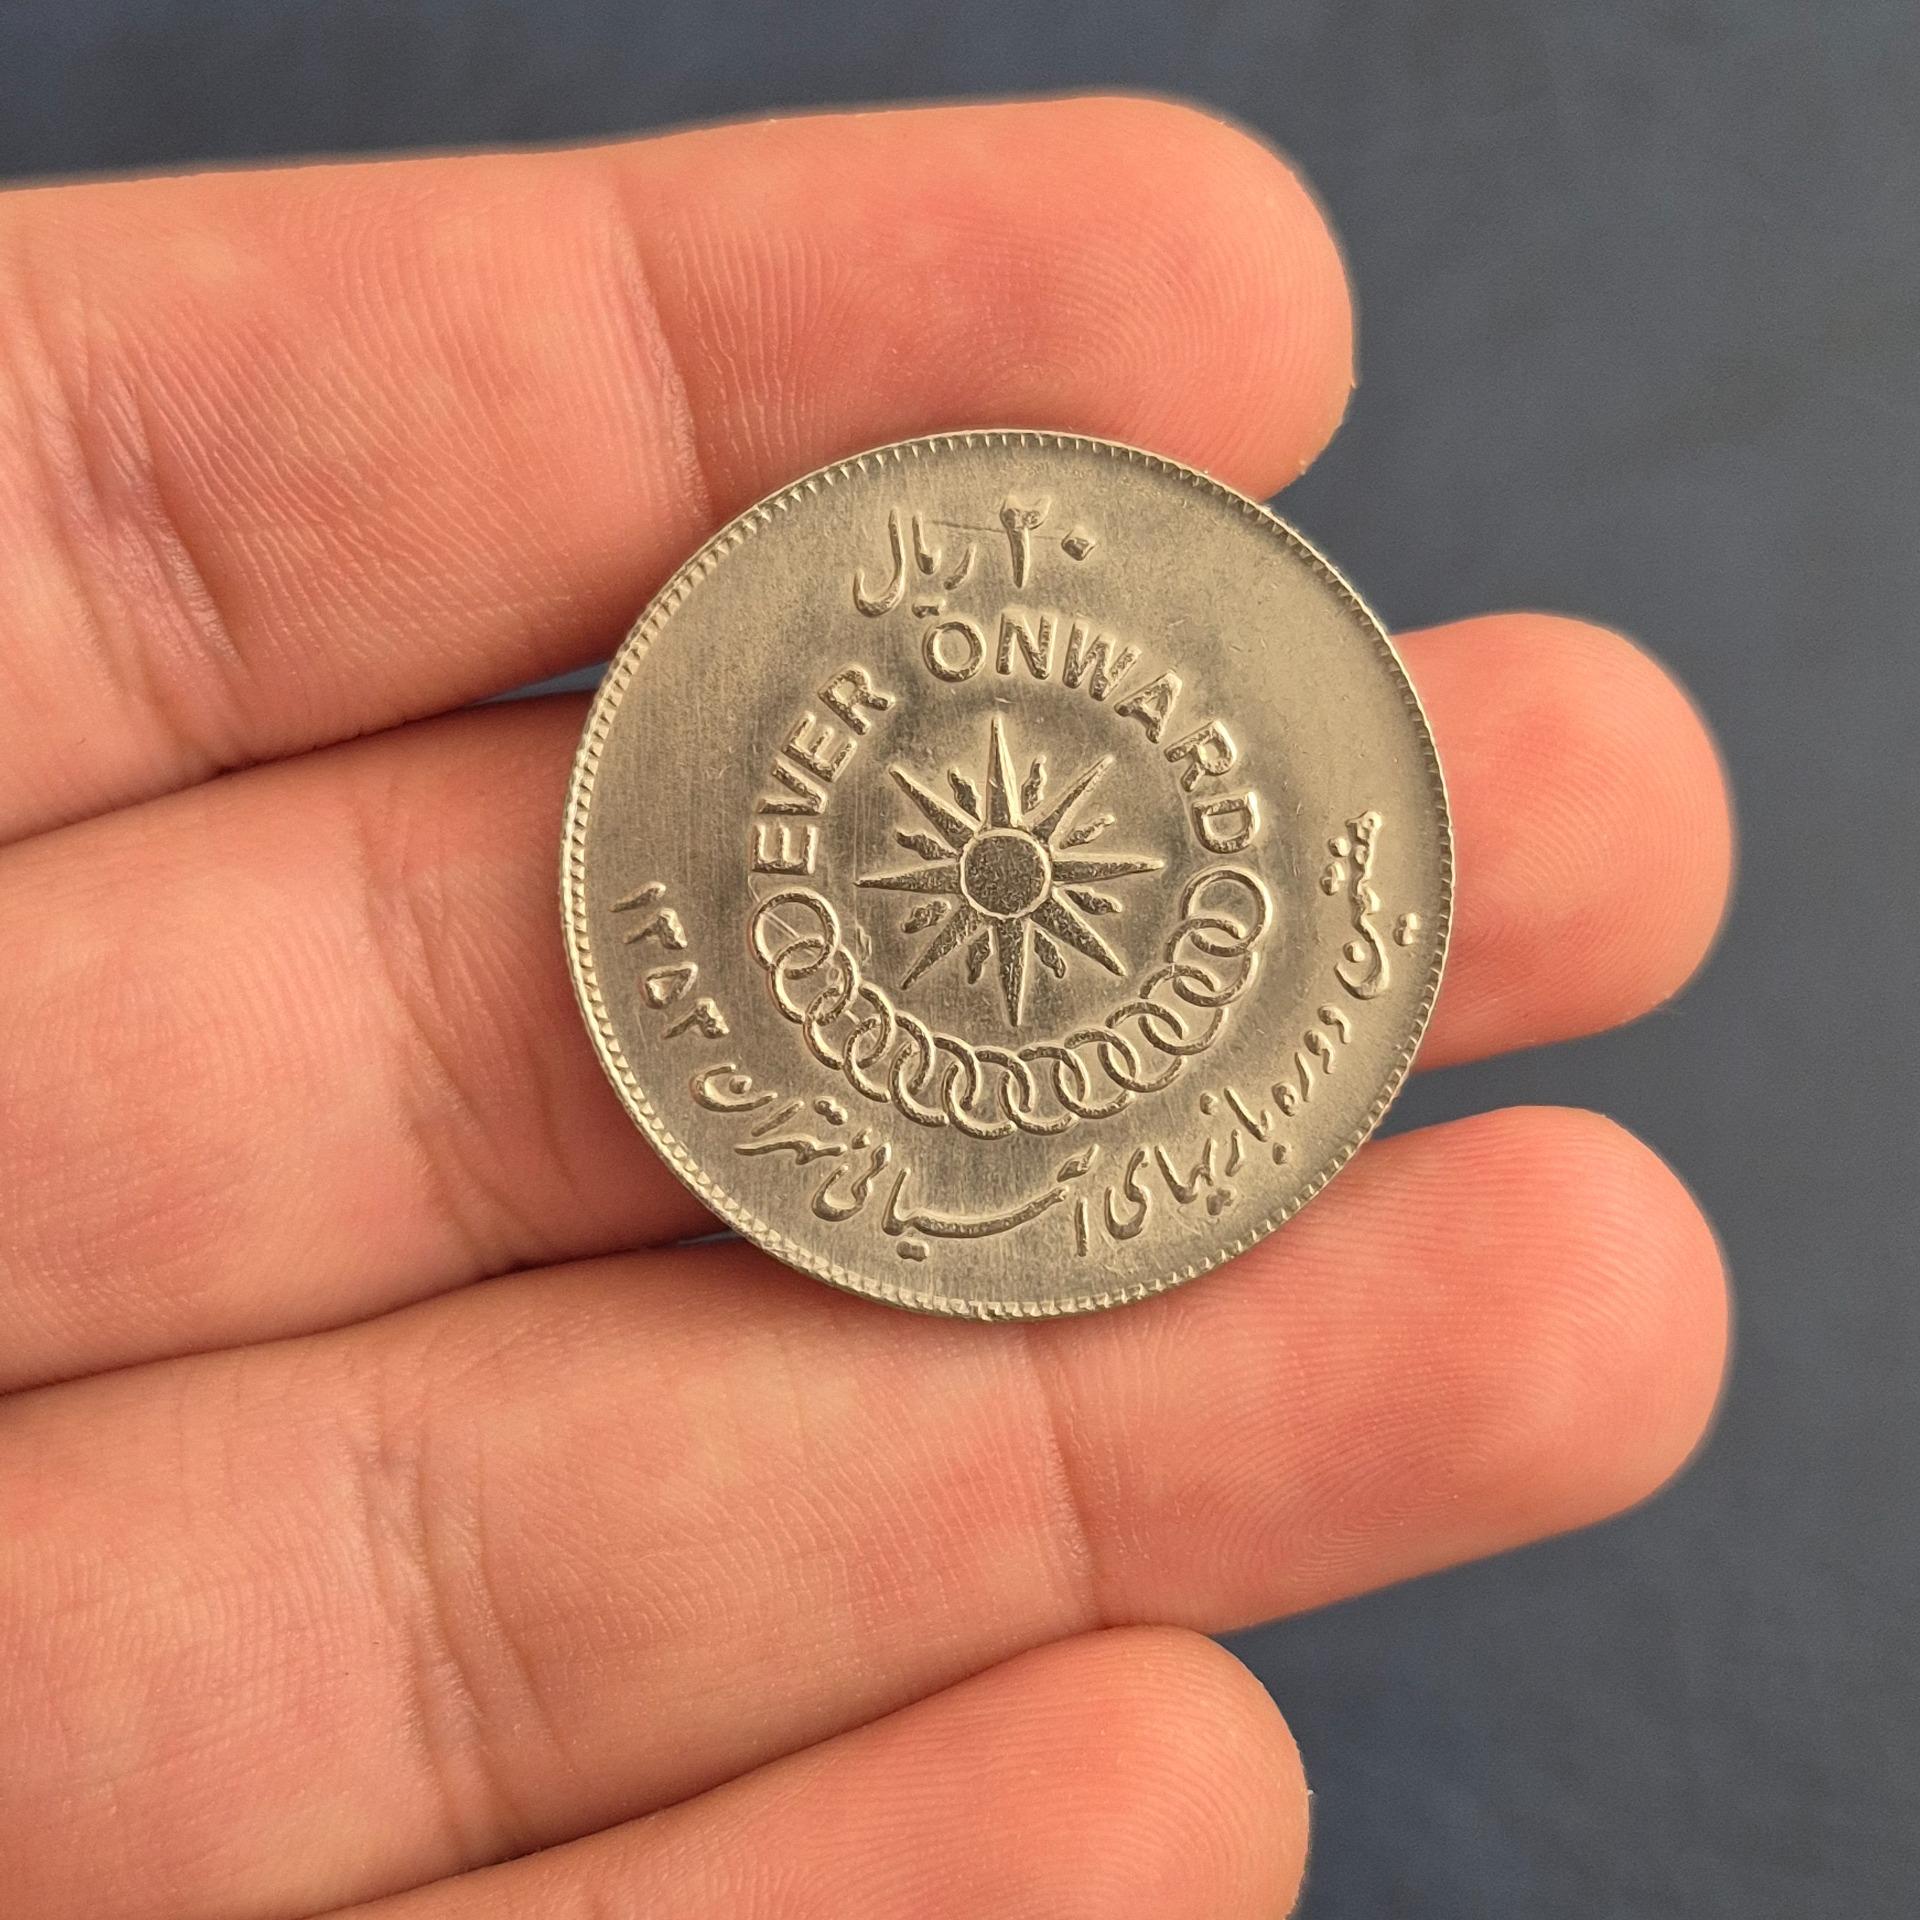 ۲۰ ریال
EVER ONWARD
هفتمین دوره بازیهای آسیائی تهران ۱۳۵۳